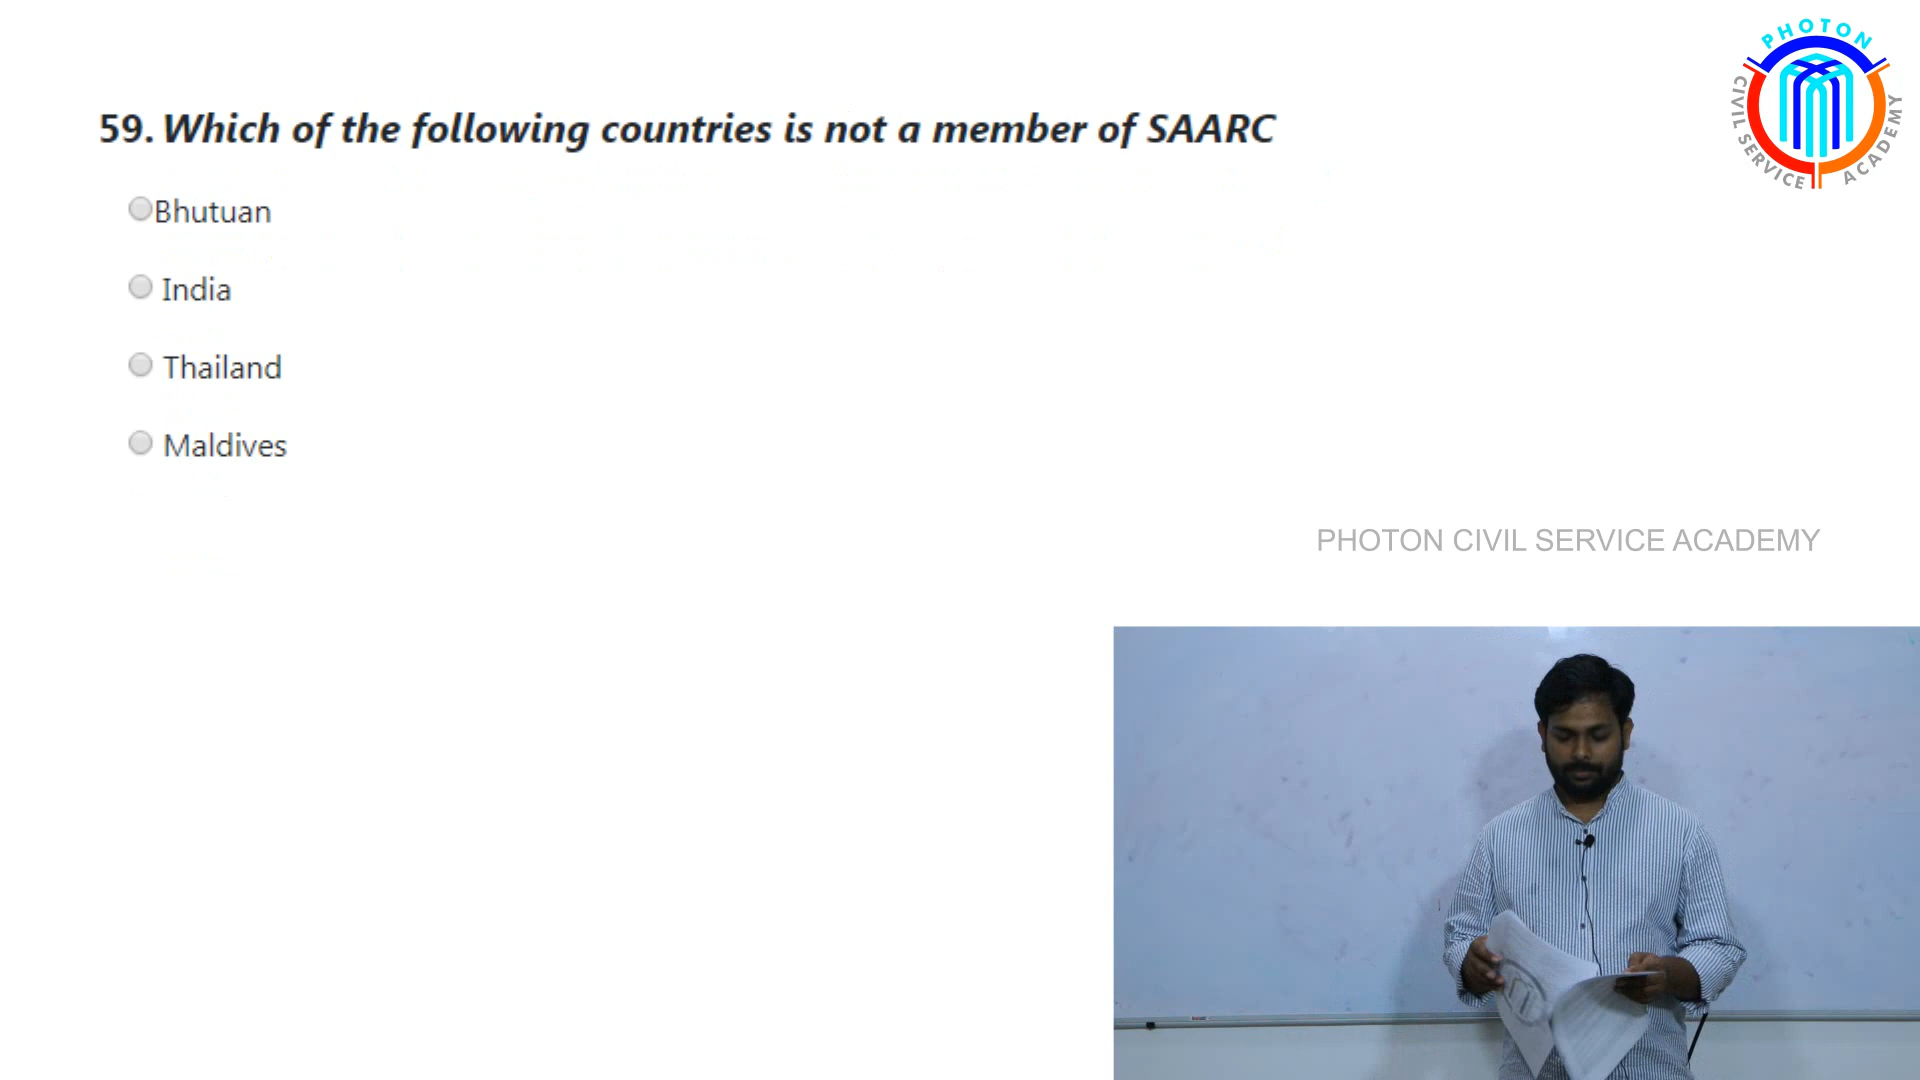 PHOTON
CIVIL SERVICE ACADEMY
59. Which of the following countries is not a member of SAARC
Bhutuan
India
Thailand
Maldives
PHOTON CIVIL SERVICE ACADEMY